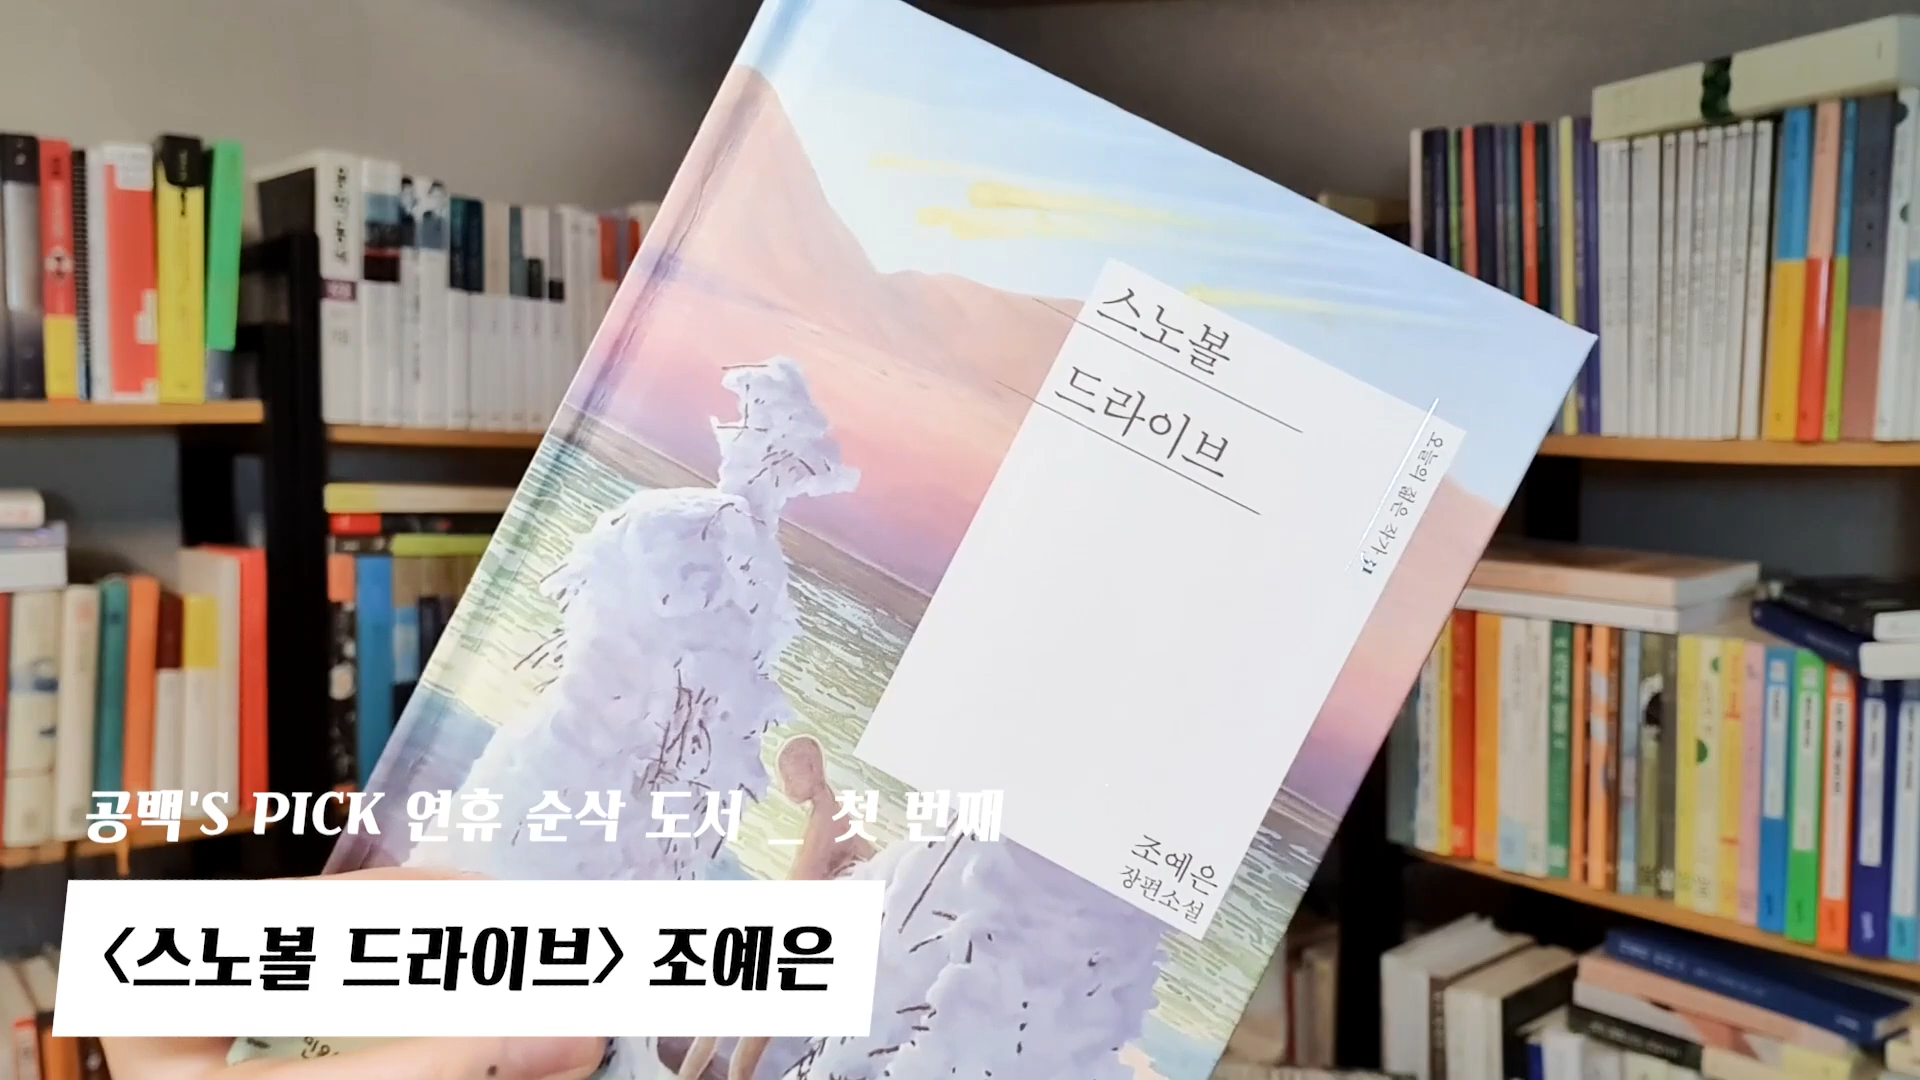 스노볼
드라이브
오늘의 젊은 작가 31
조예은
장편소설
공백'S PICK 연휴 순삭 도서 _ 첫 번째
<스노볼 드라이브> 조예은